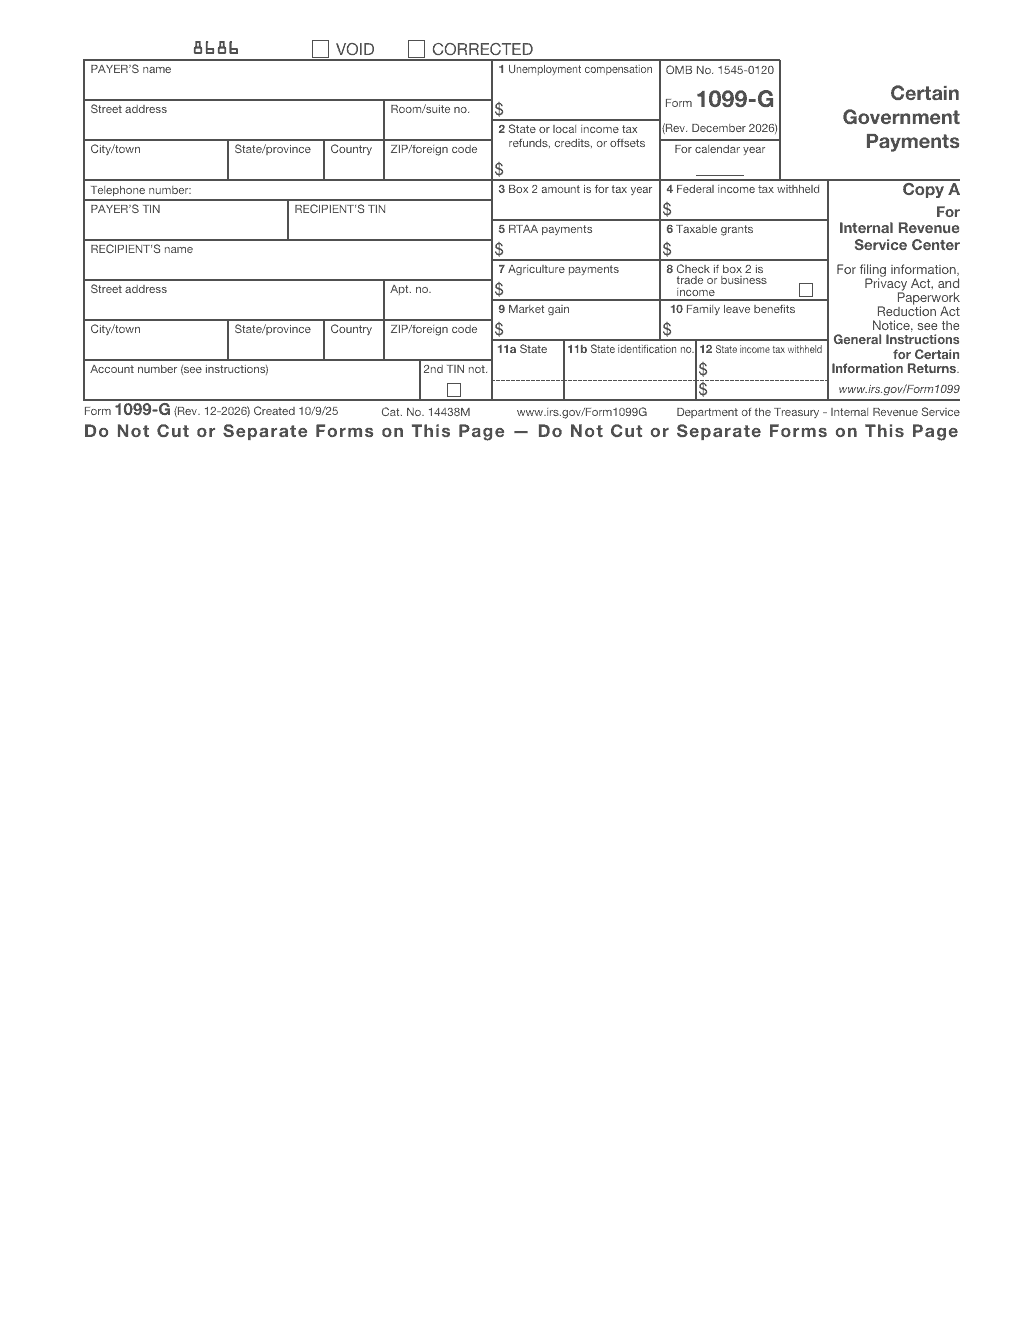 8686 VOID CORRECTED
PAYER'S name
Street address Room/suite no.
City/town State/province Country ZIP/foreign code
Telephone number:
PAYER'S TIN RECIPIENT'S TIN
RECIPIENT'S name
Street address Apt. no.
City/town State/province Country ZIP/foreign code
Account number (see instructions) 2nd TIN not.
1 Unemployment compensation
$
2 State or local income tax
refunds, credits, or offsets
$
OMB No. 1545-0120
Form 1099-G
(Rev. December 2026)
For calendar year
Certain
Government
Payments
3 Box 2 amount is for tax year
4 Federal income tax withheld
$
5 RTAA payments
$
6 Taxable grants
$
7 Agriculture payments
$
8 Check if box 2 is
trade or business
income
9 Market gain
$
10 Family leave benefits
$
11a State 11b State identification no. 12 State income tax withheld
$
$
Copy A
For
Internal Revenue
Service Center
For filing information,
Privacy Act, and
Paperwork
Reduction Act
Notice, see the
General Instructions
for Certain
Information Returns.
www.irs.gov/Form1099
Form 1099-G (Rev. 12-2026) Created 10/9/25 Cat. No. 14438M www.irs.gov/Form1099G Department of the Treasury - Internal Revenue Service
Do Not Cut or Separate Forms on This Page — Do Not Cut or Separate Forms on This Page